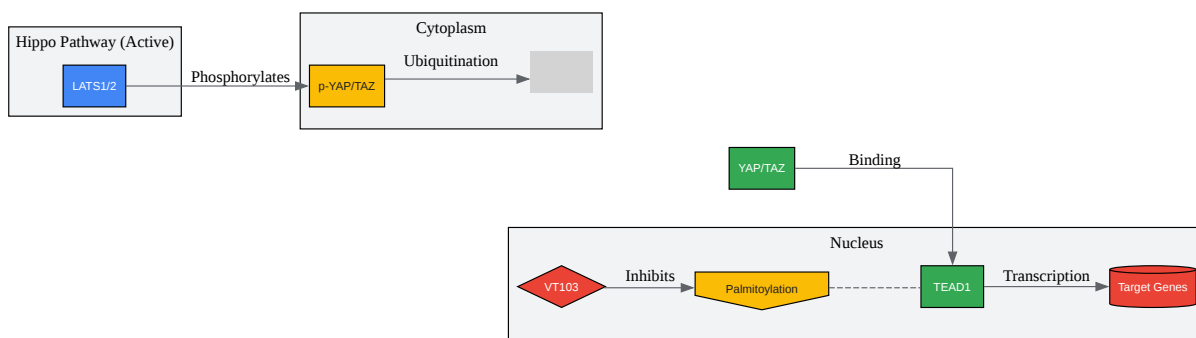 Hippo Pathway (Active)
LATS1/2
Phosphorylates
Cytoplasm
p-YAP/TAZ
Ubiquitination
YAP/TAZ
Binding
Nucleus
VT103
Inhibits
Palmitoylation
TEAD1
Transcription
Target Genes